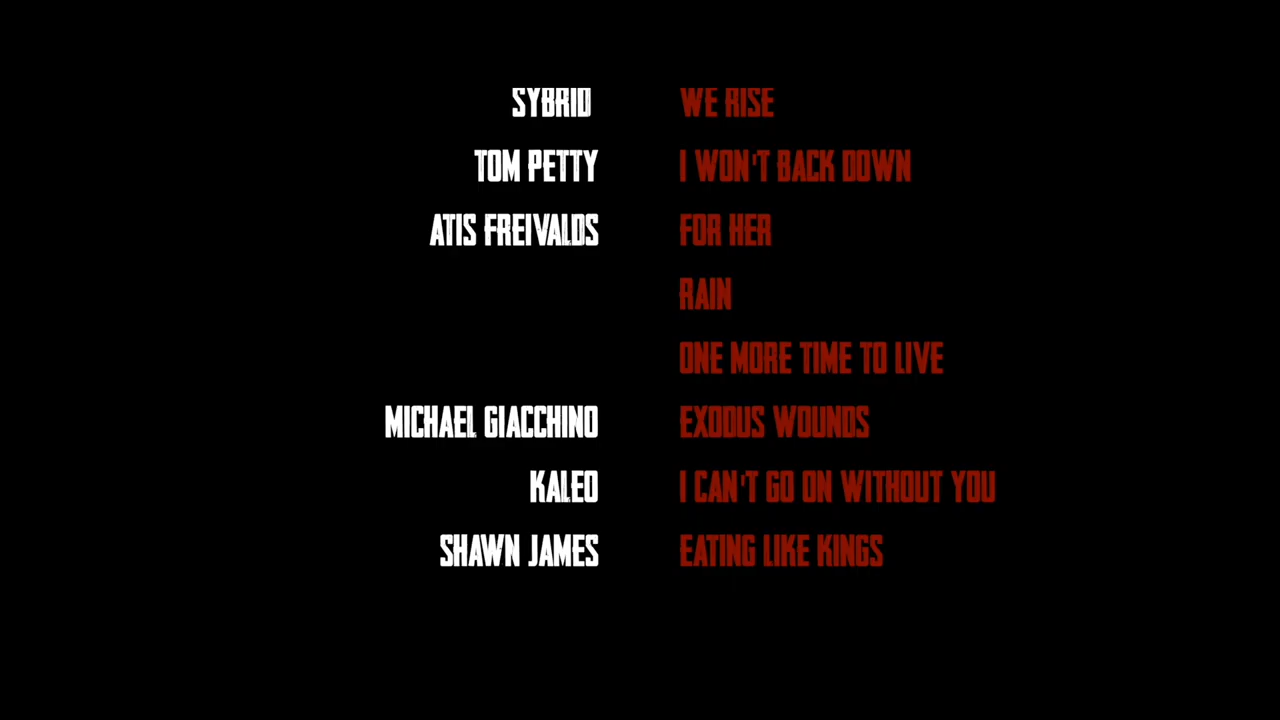 SYBRID WE RISE
TOM PETTY I WON'T BACK DOWN
ATIS FREIVALDS FOR HER
RAIN
ONE MORE TIME TO LIVE
MICHAEL GIACCHINO EXODUS WOUNDS
KALEO I CAN'T GO ON WITHOUT YOU
SHAWN JAMES EATING LIKE KINGS